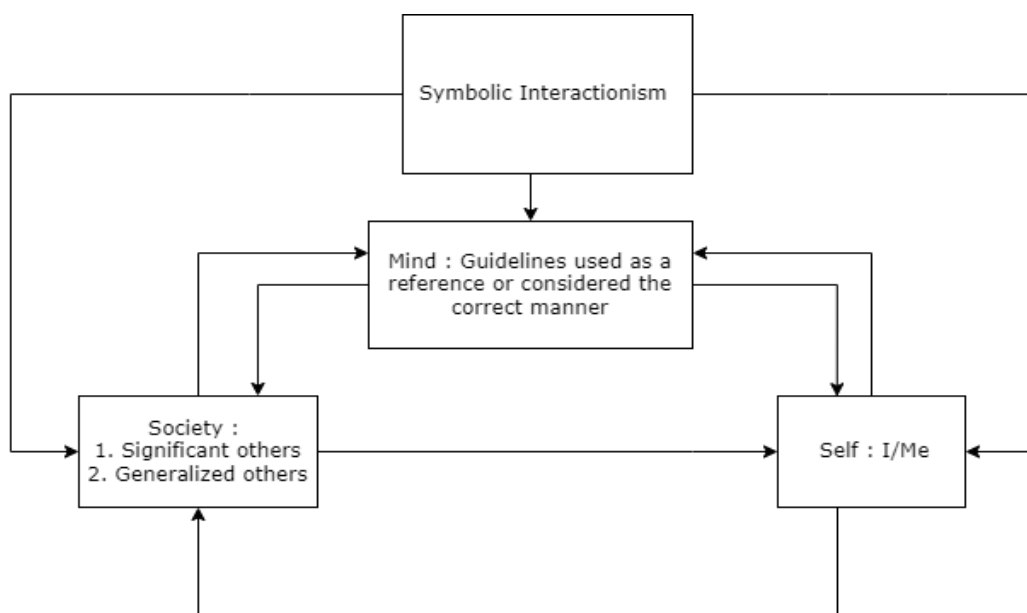 Symbolic Interactionism
Mind : Guidelines used as a
reference or considered the
correct manner
Society :
1. Significant others
2. Generalized others
Self : I/Me